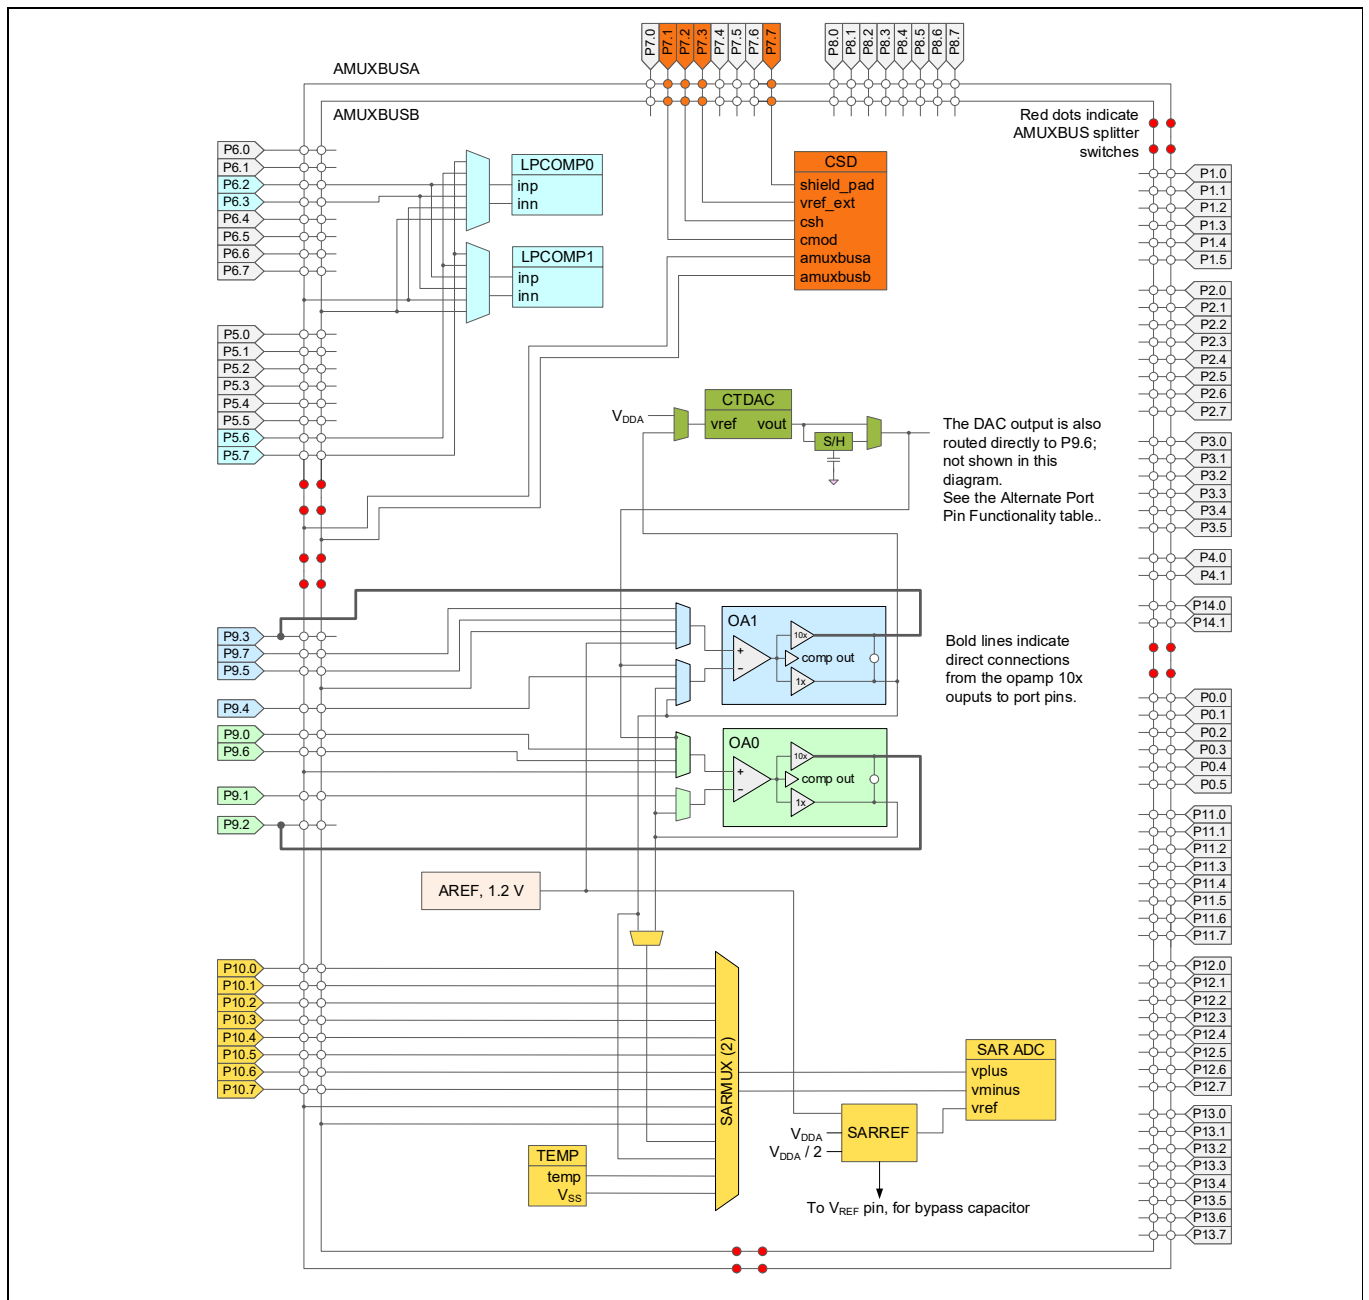 P7.0
P7.1
P7.2
P7.3
P7.4
P7.5
P7.6
P7.7
P8.0
P8.1
P8.2
P8.3
P8.4
P8.5
P8.6
P8.7
AMUXBUSA
AMUXBUSB
Red dots indicate
AMUXBUS splitter
switches
P6.0
P6.1
P6.2
P6.3
P6.4
P6.5
P6.6
P6.7
LPCOMP0
inp
inn
LPCOMP1
inp
inn
CSD
shield_pad
vref_ext
csh
cmod
amuxbusa
amuxbusb
P1.0
P1.1
P1.2
P1.3
P1.4
P1.5
P2.0
P2.1
P2.2
P2.3
P2.4
P2.5
P2.6
P2.7
P5.0
P5.1
P5.2
P5.3
P5.4
P5.5
P5.6
P5.7
VDDA
CTDAC
vref vout
S/H
The DAC output is also
routed directly to P9.6;
not shown in this
diagram.
See the Alternate Port
Pin Functionality table..
P3.0
P3.1
P3.2
P3.3
P3.4
P3.5
P4.0
P4.1
P14.0
P14.1
P9.3
P9.7
P9.5
P9.4
P9.0
P9.6
P9.1
P9.2
OA1
+
−
10x
comp out
1x
Bold lines indicate
direct connections
from the opamp 10x
ouputs to port pins.
OA0
+
−
10x
comp out
1x
P0.0
P0.1
P0.2
P0.3
P0.4
P0.5
P11.0
P11.1
P11.2
P11.3
P11.4
P11.5
P11.6
P11.7
AREF, 1.2 V
P10.0
P10.1
P10.2
P10.3
P10.4
P10.5
P10.6
P10.7
SARMUX (2)
SAR ADC
vplus
vminus
vref
SARREF
VDDA
VDDA / 2
TEMP
temp
VSS
To VREF pin, for bypass capacitor
P12.0
P12.1
P12.2
P12.3
P12.4
P12.5
P12.6
P12.7
P13.0
P13.1
P13.2
P13.3
P13.4
P13.5
P13.6
P13.7